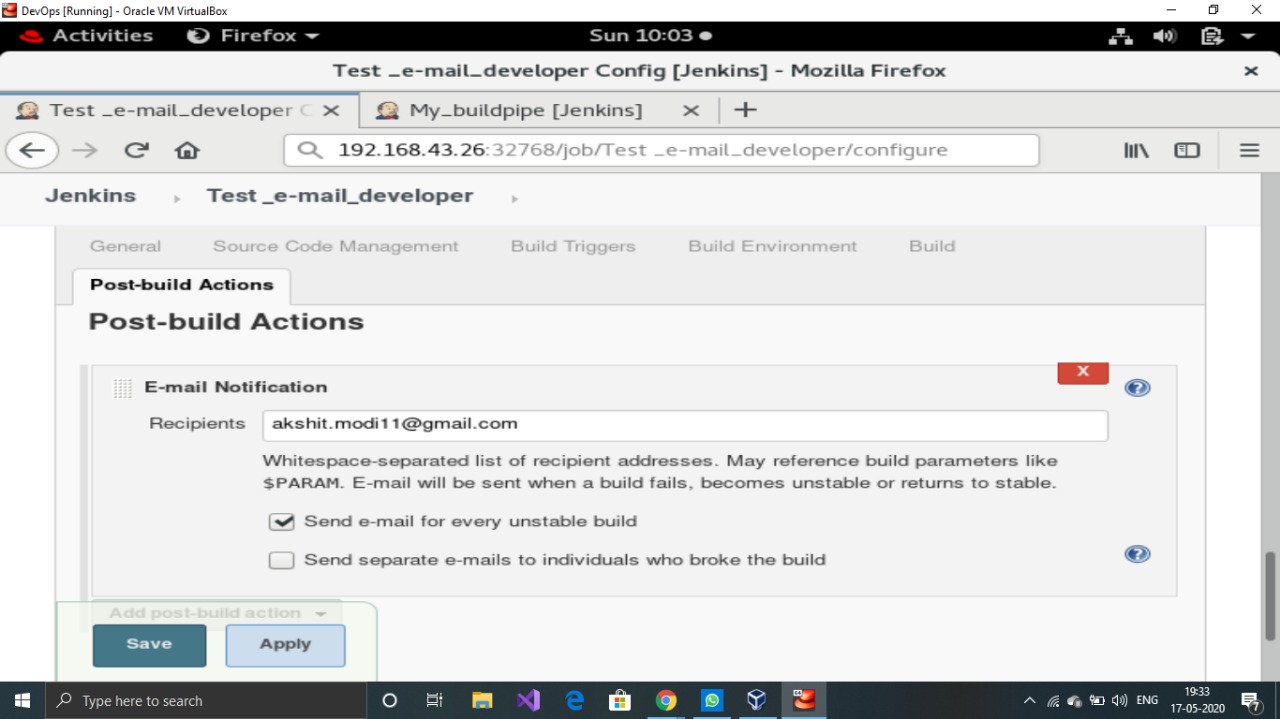 DevOps [Running] - Oracle VM VirtualBox
Activities Firefox Sun 10:03
Test _e-mail_developer Config [Jenkins] - Mozilla Firefox
Test _e-mail_developer C My_buildpipe [Jenkins]
192.168.43.26:32768/job/Test _e-mail_developer/configure
Jenkins Test _e-mail_developer
General Source Code Management Build Triggers Build Environment Build
Post-build Actions
Post-build Actions
X
E-mail Notification
Recipients akshit.modi11@gmail.com
Whitespace-separated list of recipient addresses. May reference build parameters like
$PARAM. E-mail will be sent when a build fails, becomes unstable or returns to stable.
Send e-mail for every unstable build
Send separate e-mails to individuals who broke the build
Add post-build action
Save Apply
Type here to search ENG 19:33
17-05-2020 7